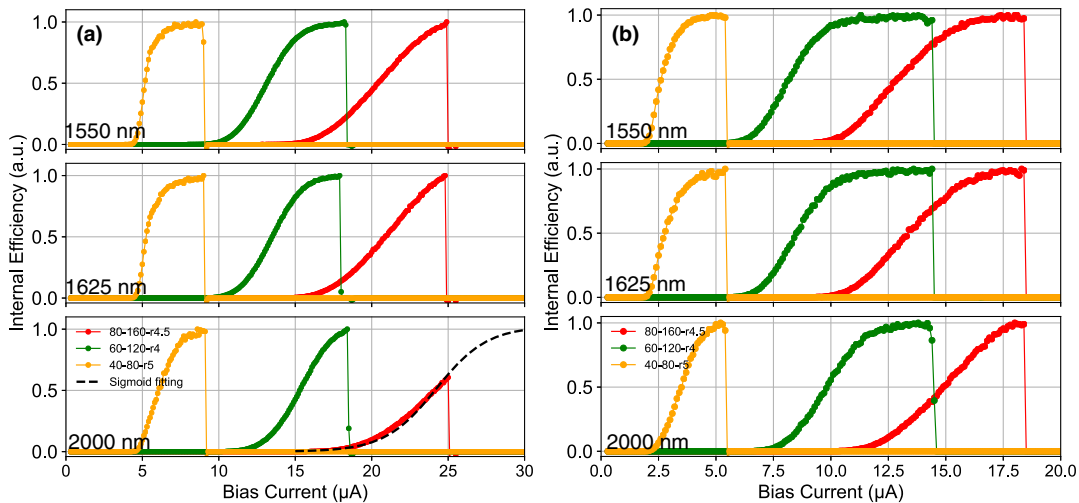 (a)
1.0
0.5
0.0
1550 nm
1.0
0.5
0.0
1625 nm
1.0
0.5
0.0
2000 nm
80-160-r4.5
60-120-r4
40-80-r5
Sigmoid fitting
Internal Efficiency (a.u.)
Internal Efficiency (a.u.)
0 5 10 15 20 25 30
Bias Current (μA)
(b)
1.0
0.5
0.0
1550 nm
1.0
0.5
0.0
1625 nm
1.0
0.5
0.0
2000 nm
80-160-r4.5
60-120-r4
40-80-r5
Internal Efficiency (a.u.)
Internal Efficiency (a.u.)
0.0 2.5 5.0 7.5 10.0 12.5 15.0 17.5 20.0
Bias Current (μA)